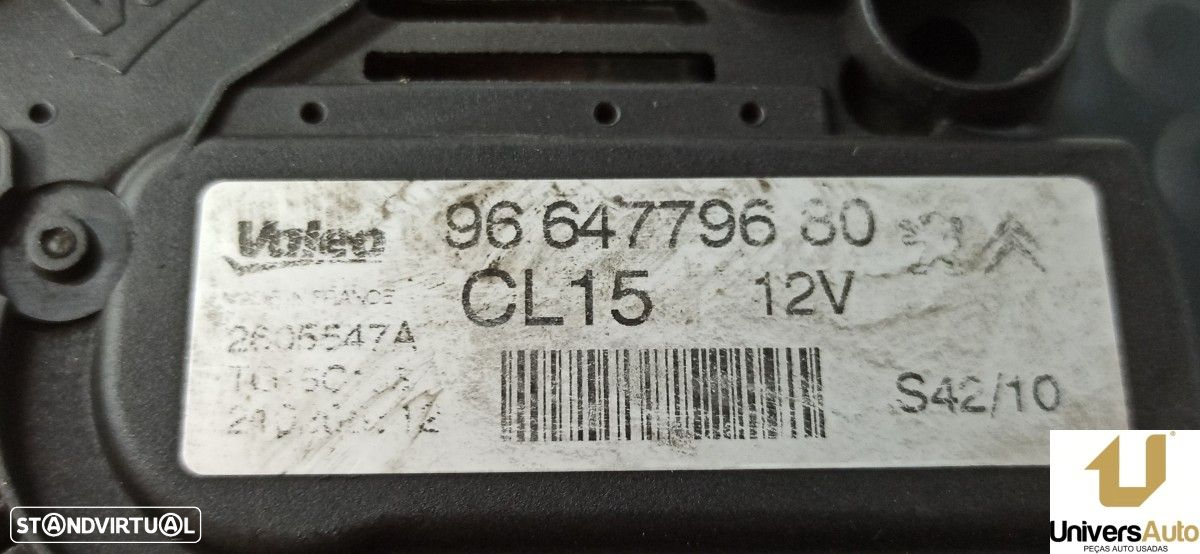 Valeo
96 647796 80
CL15 12V
MADE IN FRANCE
2605547A
S42/10
STANDVIRTUAL
UniversAuto
PEÇAS AUTO USADAS